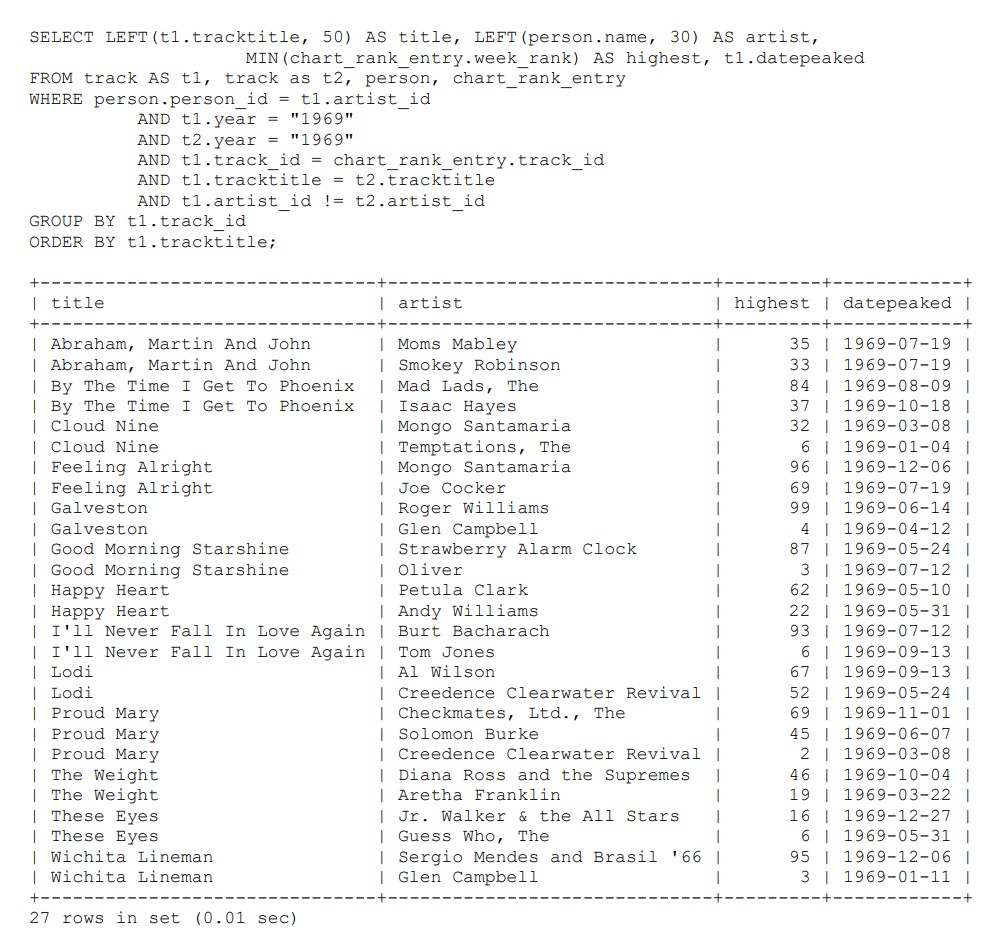 SELECT LEFT(t1.tracktitle, 50) AS title, LEFT(person.name, 30) AS artist,
                    MIN(chart_rank_entry.week_rank) AS highest, t1.datepeaked
FROM track AS t1, track as t2, person, chart_rank_entry
WHERE person.person_id = t1.artist_id
          AND t1.year = "1969"
          AND t2.year = "1969"
          AND t1.track_id = chart_rank_entry.track_id
          AND t1.tracktitle = t2.tracktitle
          AND t1.artist_id != t2.artist_id
GROUP BY t1.track_id
ORDER BY t1.tracktitle;

+-------------------------------+------------------------------+---------+------------+
| title                         | artist                       | highest | datepeaked |
+-------------------------------+------------------------------+---------+------------+
| Abraham, Martin And John      | Moms Mabley                  |      35 | 1969-07-19 |
| Abraham, Martin And John      | Smokey Robinson              |      33 | 1969-07-19 |
| By The Time I Get To Phoenix  | Mad Lads, The                |      84 | 1969-08-09 |
| By The Time I Get To Phoenix  | Isaac Hayes                  |      37 | 1969-10-18 |
| Cloud Nine                    | Mongo Santamaria             |      32 | 1969-03-08 |
| Cloud Nine                    | Temptations, The             |       6 | 1969-01-04 |
| Feeling Alright               | Mongo Santamaria             |      96 | 1969-12-06 |
| Feeling Alright               | Joe Cocker                   |      69 | 1969-07-19 |
| Galveston                     | Roger Williams               |      99 | 1969-06-14 |
| Galveston                     | Glen Campbell                |       4 | 1969-04-12 |
| Good Morning Starshine        | Strawberry Alarm Clock       |      87 | 1969-05-24 |
| Good Morning Starshine        | Oliver                       |       3 | 1969-07-12 |
| Happy Heart                   | Petula Clark                 |      62 | 1969-05-10 |
| Happy Heart                   | Andy Williams                |      22 | 1969-05-31 |
| I'll Never Fall In Love Again | Burt Bacharach               |      93 | 1969-07-12 |
| I'll Never Fall In Love Again | Tom Jones                    |       6 | 1969-09-13 |
| Lodi                          | Al Wilson                    |      67 | 1969-09-13 |
| Lodi                          | Creedence Clearwater Revival |      52 | 1969-05-24 |
| Proud Mary                    | Checkmates, Ltd., The        |      69 | 1969-11-01 |
| Proud Mary                    | Solomon Burke                |      45 | 1969-06-07 |
| Proud Mary                    | Creedence Clearwater Revival |       2 | 1969-03-08 |
| The Weight                    | Diana Ross and the Supremes  |      46 | 1969-10-04 |
| The Weight                    | Aretha Franklin              |      19 | 1969-03-22 |
| These Eyes                    | Jr. Walker & the All Stars   |      16 | 1969-12-27 |
| These Eyes                    | Guess Who, The               |       6 | 1969-05-31 |
| Wichita Lineman               | Sergio Mendes and Brasil '66 |      95 | 1969-12-06 |
| Wichita Lineman               | Glen Campbell                |       3 | 1969-01-11 |
+-------------------------------+------------------------------+---------+------------+
27 rows in set (0.01 sec)